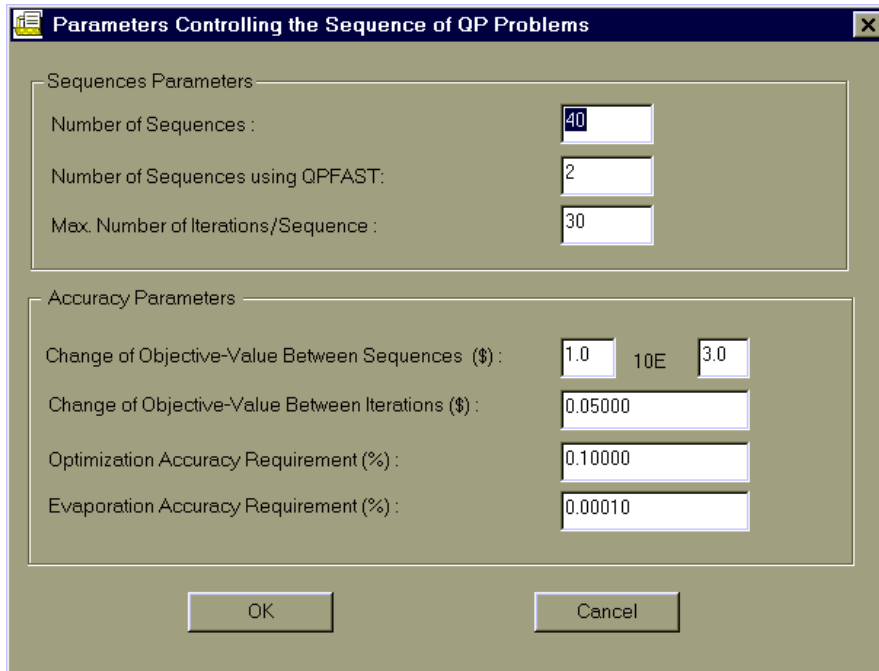 Parameters Controlling the Sequence of QP Problems
Sequences Parameters
Number of Sequences : 40
Number of Sequences using QPFAST: 2
Max. Number of Iterations/Sequence : 30
Accuracy Parameters
Change of Objective-Value Between Sequences ($) : 1.0 10E 3.0
Change of Objective-Value Between Iterations ($) : 0.05000
Optimization Accuracy Requirement (%) : 0.10000
Evaporation Accuracy Requirement (%) : 0.00010
OK Cancel